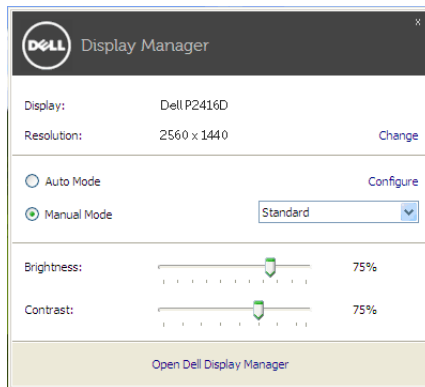 x
DELL Display Manager
Display: Dell P2416D
Resolution: 2560 x 1440 Change
Auto Mode Configure
Manual Mode Standard
Brightness: 75%
Contrast: 75%
Open Dell Display Manager